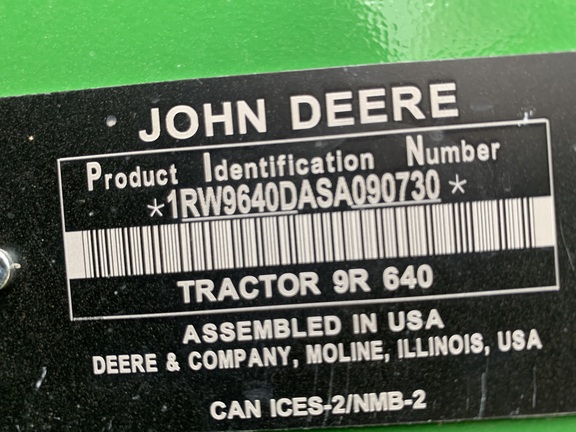 JOHN DEERE
Product Identification Number
*1RW9640DASA090730*
TRACTOR 9R 640
ASSEMBLED IN USA
DEERE & COMPANY, MOLINE, ILLINOIS, USA
CAN ICES-2/NMB-2